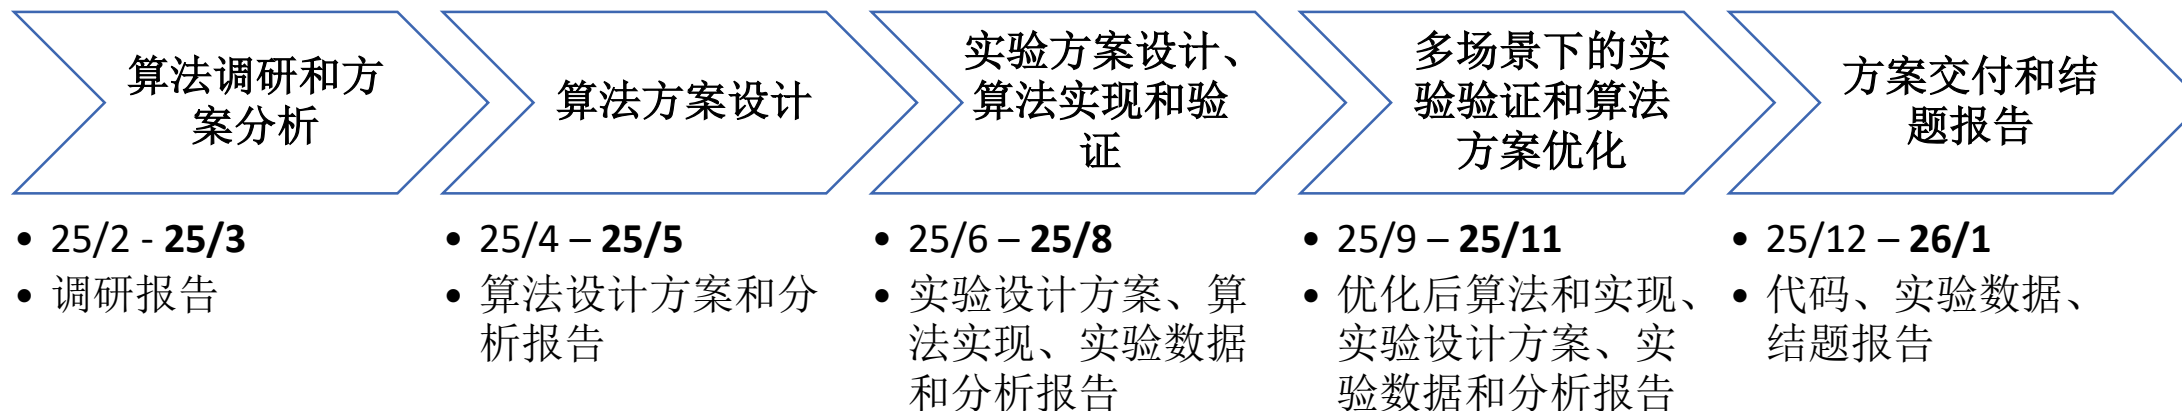 算法调研和方
案分析
• 25/2 - 25/3
• 调研报告
算法方案设计
• 25/4 – 25/5
• 算法设计方案和分
析报告
实验方案设计、
算法实现和验
证
• 25/6 – 25/8
• 实验设计方案、算
法实现、实验数据
和分析报告
多场景下的实
验验证和算法
方案优化
• 25/9 – 25/11
• 优化后算法和实现、
实验设计方案、实
验数据和分析报告
方案交付和结
题报告
• 25/12 – 26/1
• 代码、实验数据、
结题报告